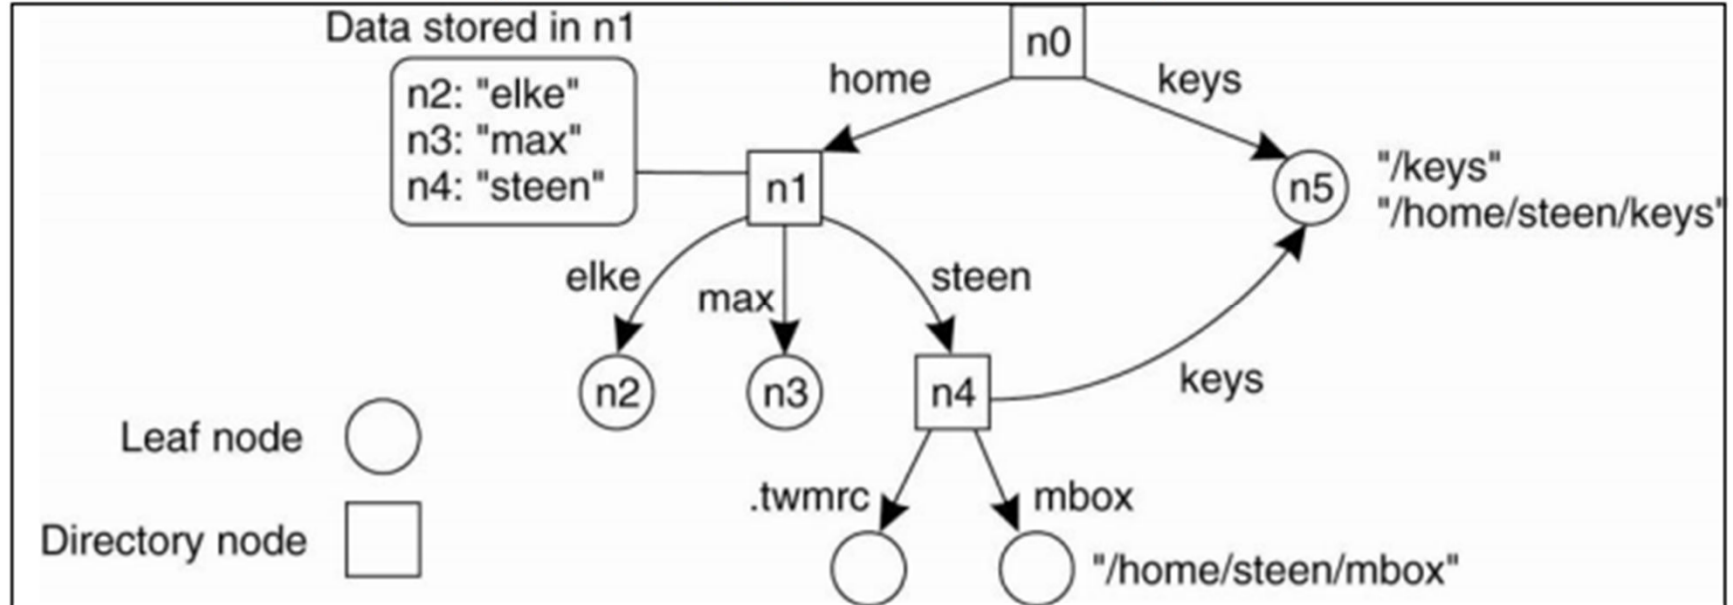 Data stored in n1
n0
home
keys
n2: "elke"
n3: "max"
n4: "steen"
n1
n5
"/keys"
"/home/steen/keys"
elke
max
steen
n2
n3
n4
keys
Leaf node
.twmrc
mbox
Directory node
"/home/steen/mbox"